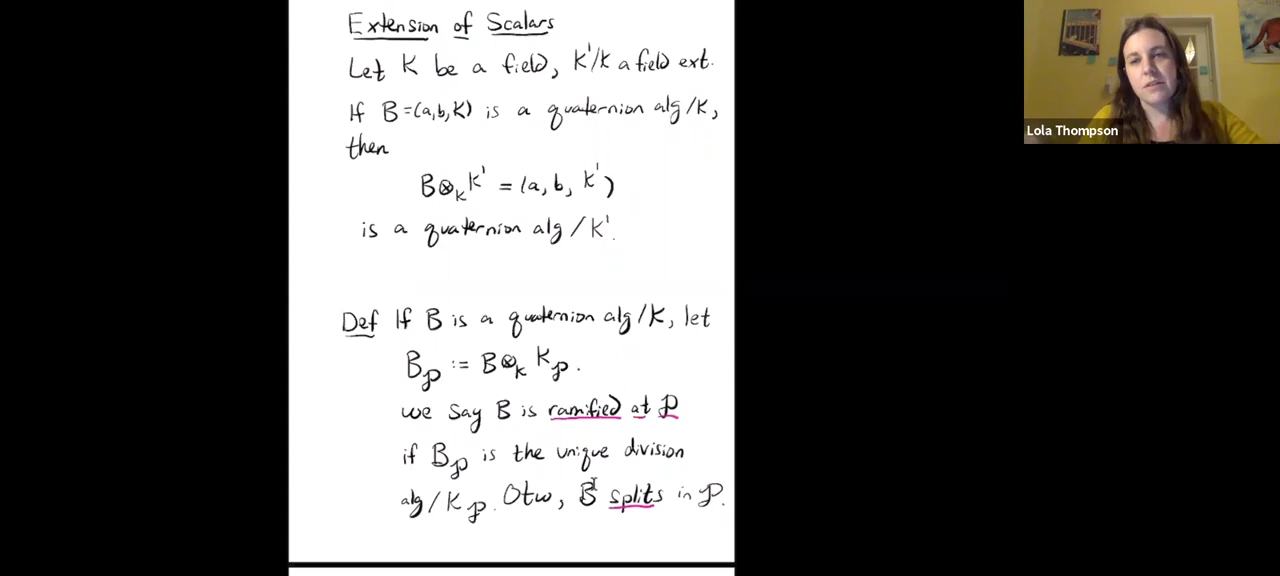 Extension of Scalars
Let K be a field, K'/K a field ext.
If B=(a,b,K) is a quaternion alg/K,
then
B⊗_K K' = (a, b, K')
is a quaternion alg/K'.
Def If B is a quaternion alg/K, let
B_p := B⊗_K K_p.
we say B is ramified at p
if B_p is the unique division
alg/K_p. Otw, B splits in p.
Lola Thompson